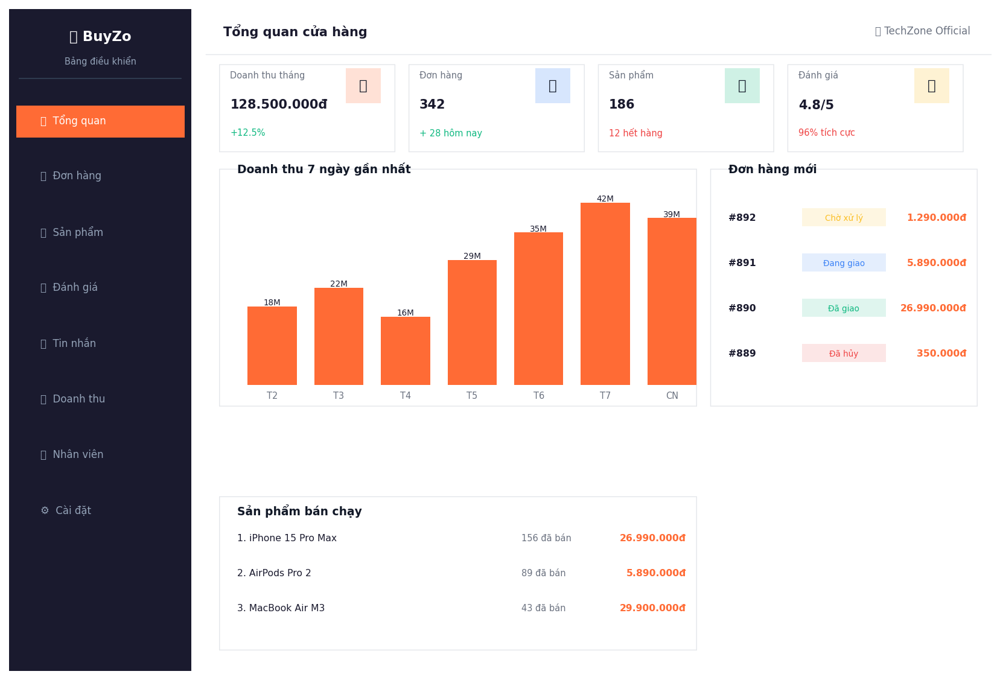 BuyZo
Bảng điều khiển
Tổng quan
Đơn hàng
Sản phẩm
Đánh giá
Tin nhắn
Doanh thu
Nhân viên
⚙ Cài đặt
Tổng quan cửa hàng
TechZone Official
Doanh thu tháng
128.500.000đ
+12.5%
Đơn hàng
342
+ 28 hôm nay
Sản phẩm
186
12 hết hàng
Đánh giá
4.8/5
96% tích cực
Doanh thu 7 ngày gần nhất
18M
22M
16M
29M
35M
42M
39M
T2 T3 T4 T5 T6 T7 CN
Đơn hàng mới
#892 Chờ xử lý 1.290.000đ
#891 Đang giao 5.890.000đ
#890 Đã giao 26.990.000đ
#889 Đã hủy 350.000đ
Sản phẩm bán chạy
1. iPhone 15 Pro Max 156 đã bán 26.990.000đ
2. AirPods Pro 2 89 đã bán 5.890.000đ
3. MacBook Air M3 43 đã bán 29.900.000đ